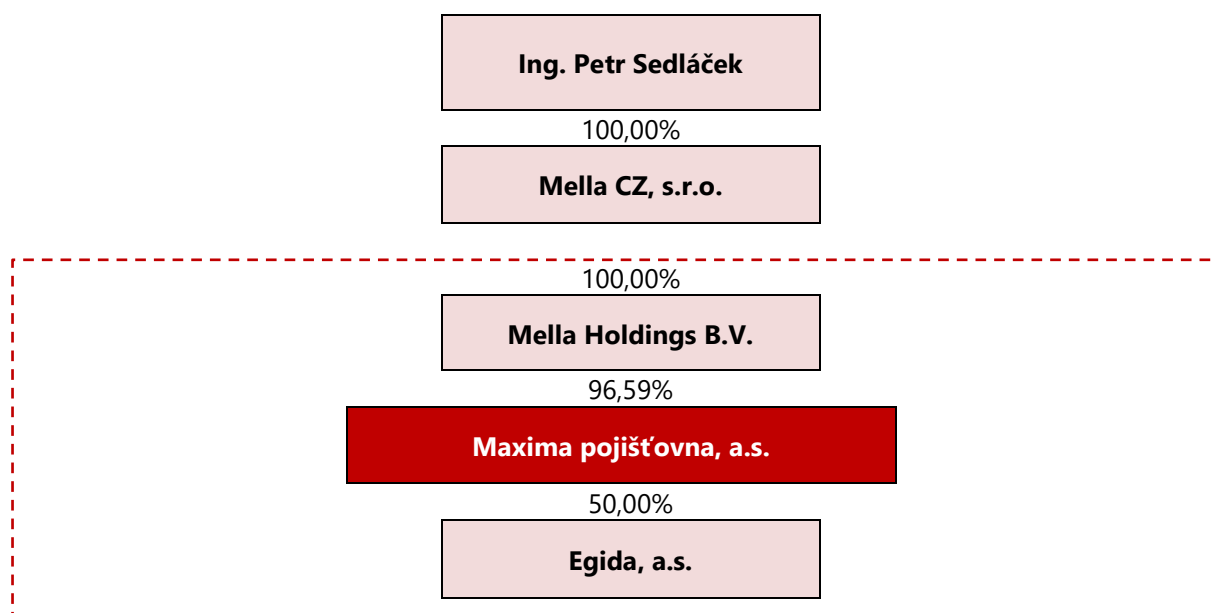 Ing. Petr Sedláček
100,00%
Mella CZ, s.r.o.
100,00%
Mella Holdings B.V.
96,59%
Maxima pojišťovna, a.s.
50,00%
Egida, a.s.